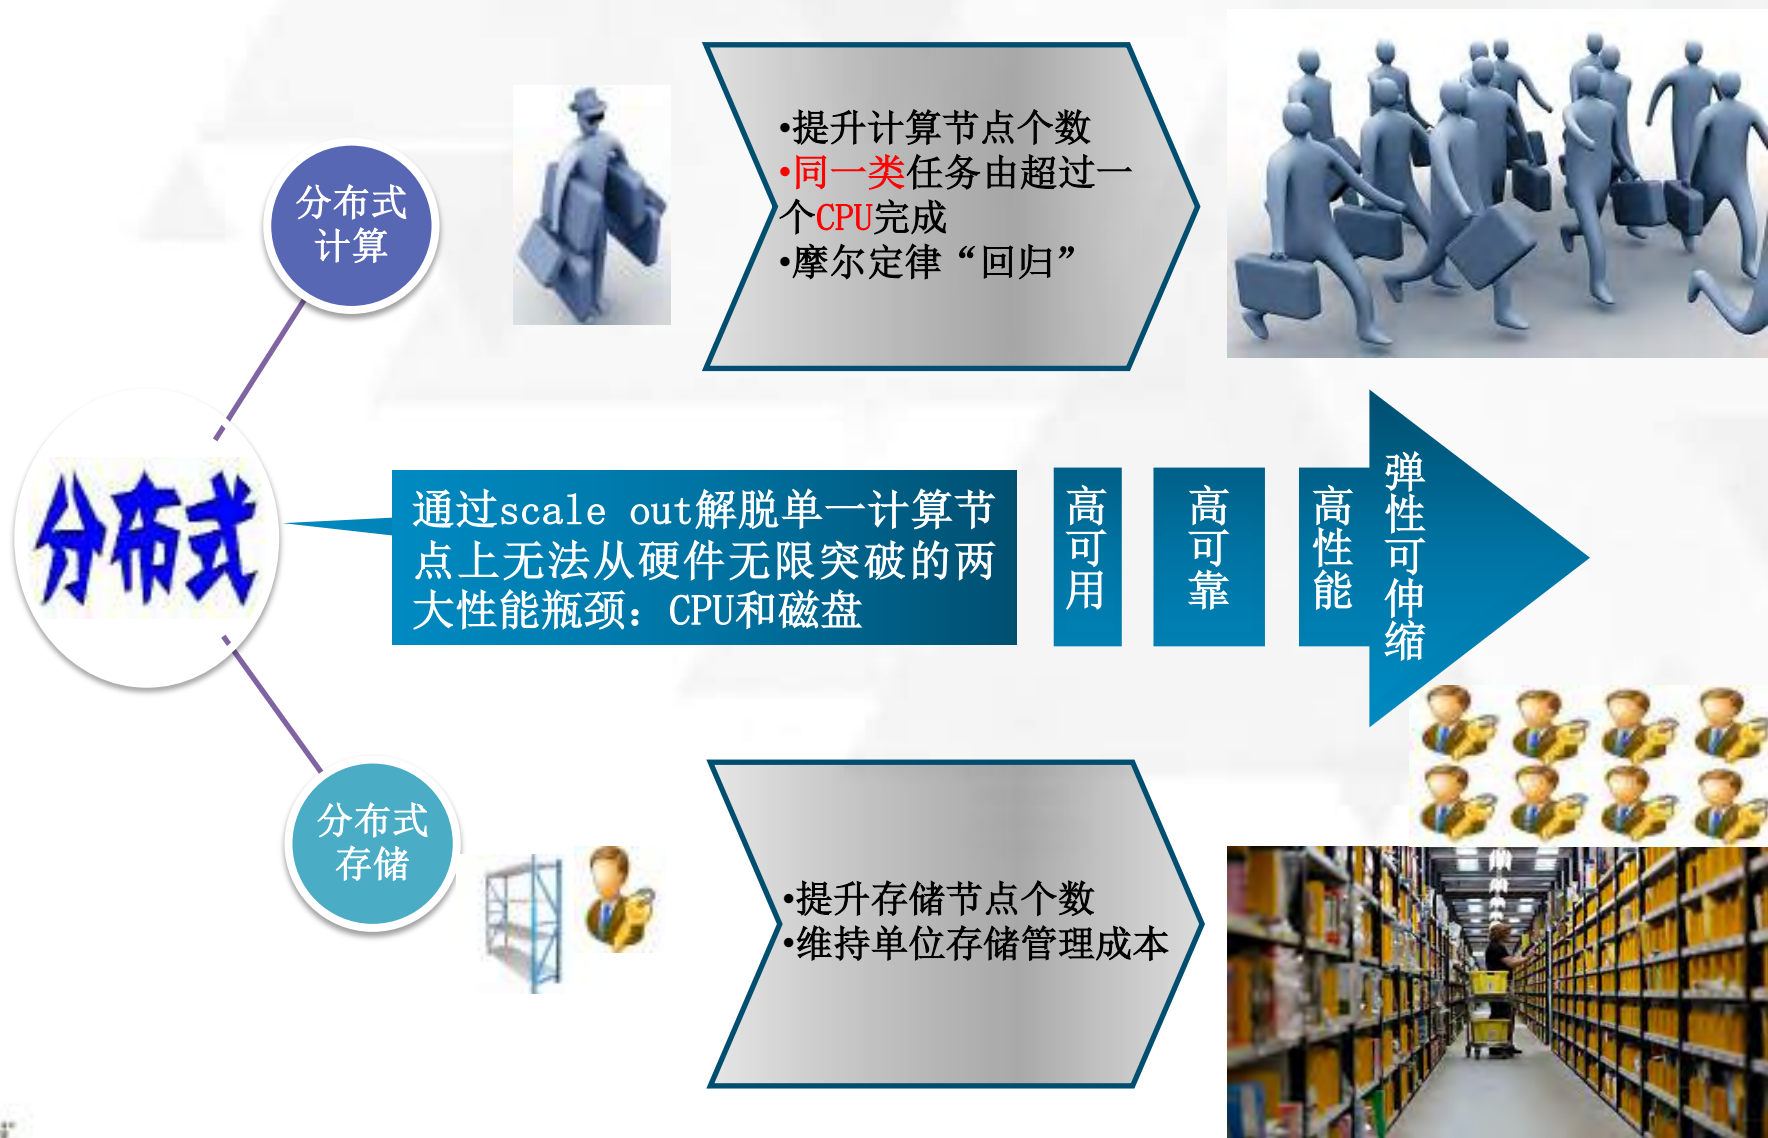 分布式
计算
•提升计算节点个数
•同一类任务由超过一
个CPU完成
•摩尔定律“回归”
分布式
通过scale out解脱单一计算节
点上无法从硬件无限突破的两
大性能瓶颈：CPU和磁盘
高可用
高可靠
高性能
弹性可伸缩
分布式
存储
•提升存储节点个数
•维持单位存储管理成本